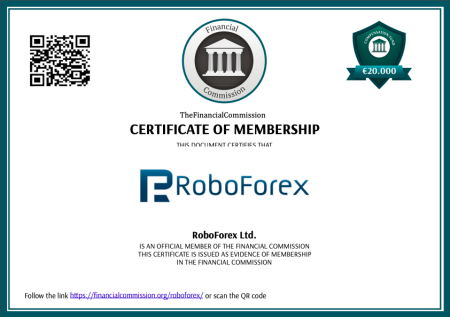 Financial
Commission
COMPENSATION FUND
€20.000
TheFinancialCommission
CERTIFICATE OF MEMBERSHIP
THIS DOCUMENT CERTIFIES THAT
RoboForex
RoboForex Ltd.
IS AN OFFICIAL MEMBER OF THE FINANCIAL COMMISSION
THIS CERTIFICATE IS ISSUED AS EVIDENCE OF MEMBERSHIP
IN THE FINANCIAL COMMISSION
Follow the link https://financialcommission.org/roboforex/ or scan the QR code